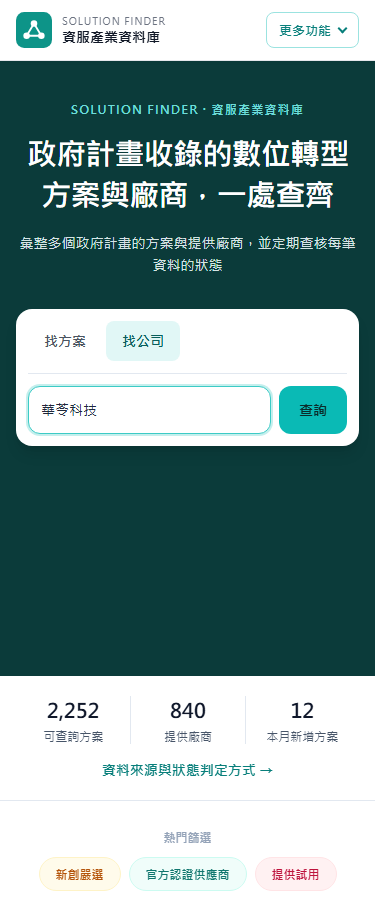 SOLUTION FINDER
資服產業資料庫
更多功能
SOLUTION FINDER · 資服產業資料庫
政府計畫收錄的數位轉型
方案與廠商，一處查齊
彙整多個政府計畫的方案與提供廠商，並定期查核每筆
資料的狀態
找方案
找公司
華苓科技
查詢
2,252
840
12
可查詢方案
提供廠商
本月新增方案
資料來源與狀態判定方式 →
熱門篩選
新創嚴選
官方認證供應商
提供試用